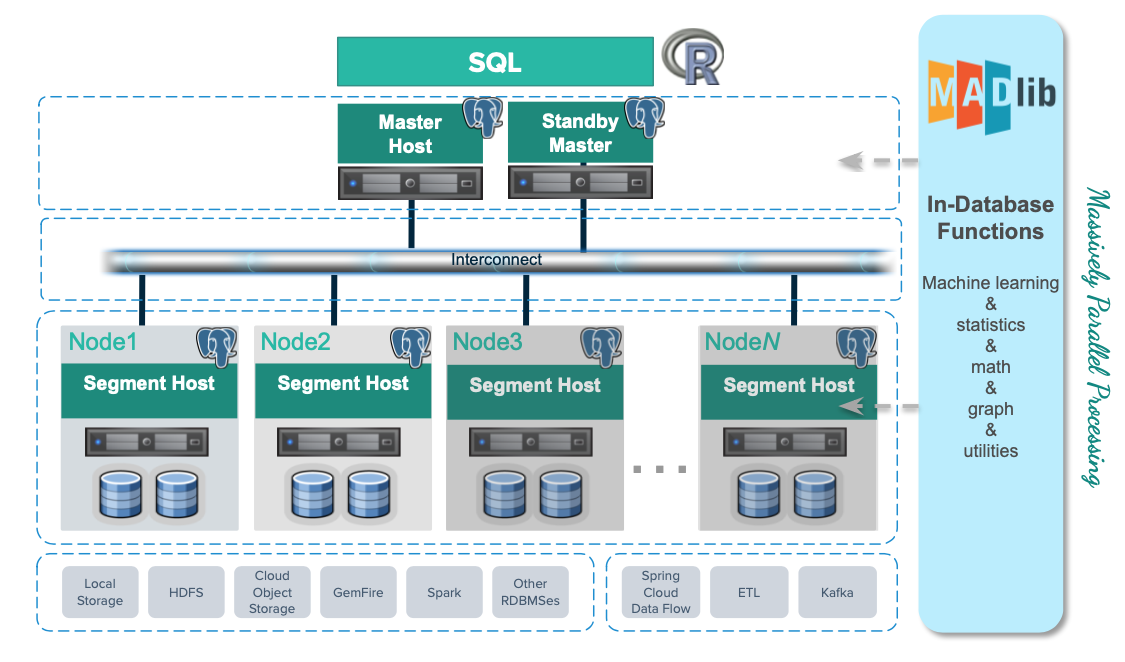 SQL
R
Master
Host
Standby
Master
Interconnect
Node1
Segment Host
Node2
Segment Host
Node3
Segment Host
NodeN
Segment Host
Local
Storage
HDFS
Cloud
Object
Storage
GemFire
Spark
Other
RDBMSes
Spring
Cloud
Data Flow
ETL
Kafka
MADlib
In-Database
Functions
Machine learning
&
statistics
&
math
&
graph
&
utilities
Massively Parallel Processing